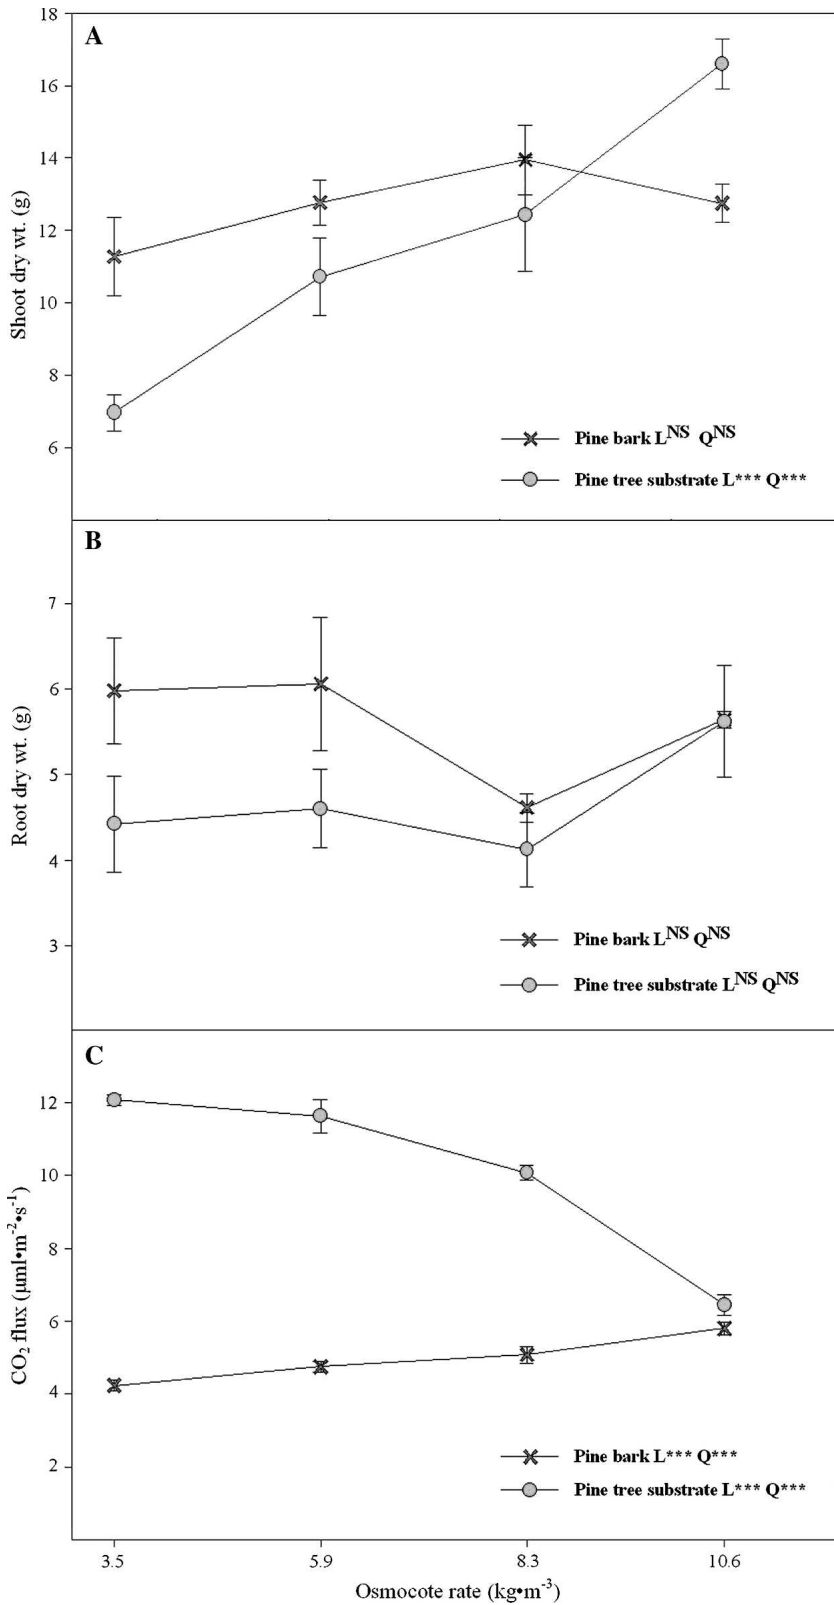 A
18
16
14
12
10
8
6
Shoot dry wt. (g)
Pine bark L^NS Q^NS
Pine tree substrate L*** Q***
B
7
6
5
4
3
Root dry wt. (g)
Pine bark L^NS Q^NS
Pine tree substrate L^NS Q^NS
C
12
10
8
6
4
2
CO₂ flux (µml•m⁻²•s⁻¹)
Pine bark L*** Q***
Pine tree substrate L*** Q***
3.5 5.9 8.3 10.6
Osmocote rate (kg•m⁻³)